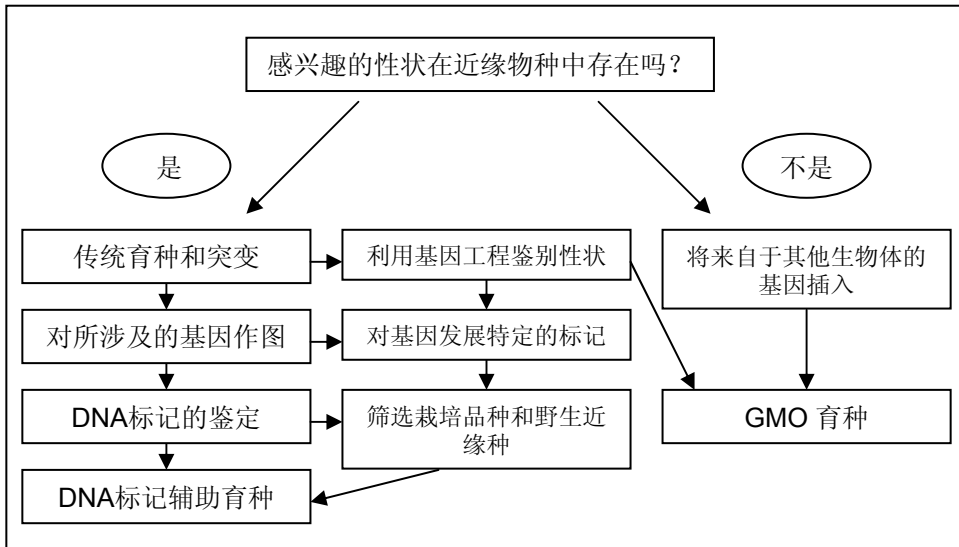 感兴趣的性状在近缘物种中存在吗？
是
不是
传统育种和突变
利用基因工程鉴别性状
将来自于其他生物体的
基因插入
对所涉及的基因作图
对基因发展特定的标记
DNA标记的鉴定
筛选栽培品种和野生近
缘种
GMO 育种
DNA标记辅助育种